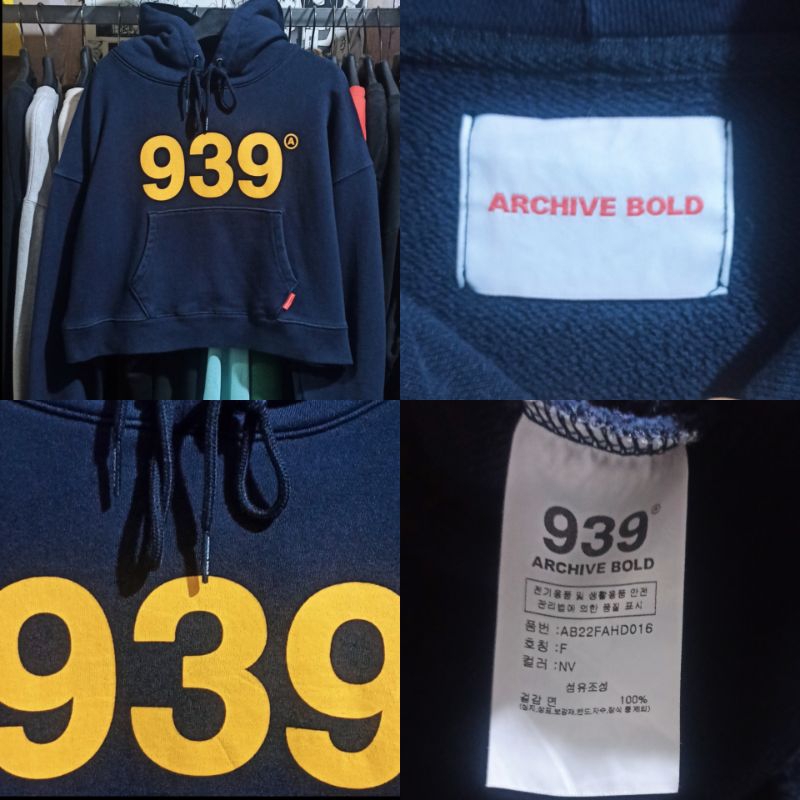 939
A
ARCHIVE BOLD
939
939
ARCHIVE BOLD
전기용품 및 생활용품 안전
관리법에 의한 품질 표시
품번 : AB22FAHD016
호칭 : F
컬러 : NV
섬유조성
겉감 면 100%